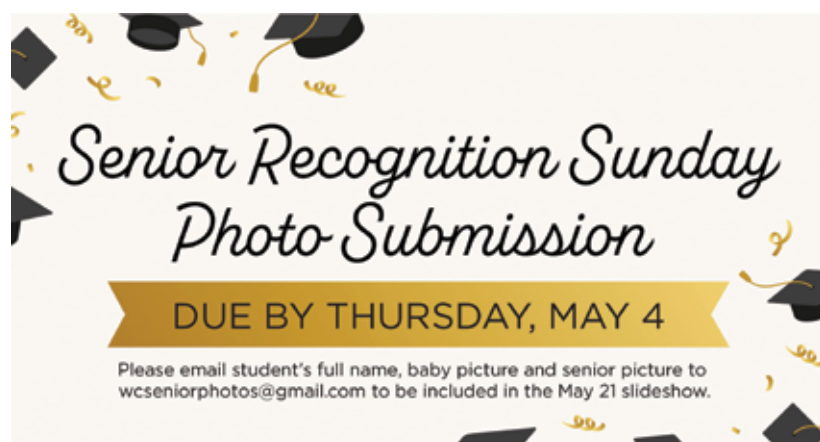 Senior Recognition Sunday
Photo Submission
DUE BY THURSDAY, MAY 4
Please email student's full name, baby picture and senior picture to
wcseniorphotos@gmail.com to be included in the May 21 slideshow.